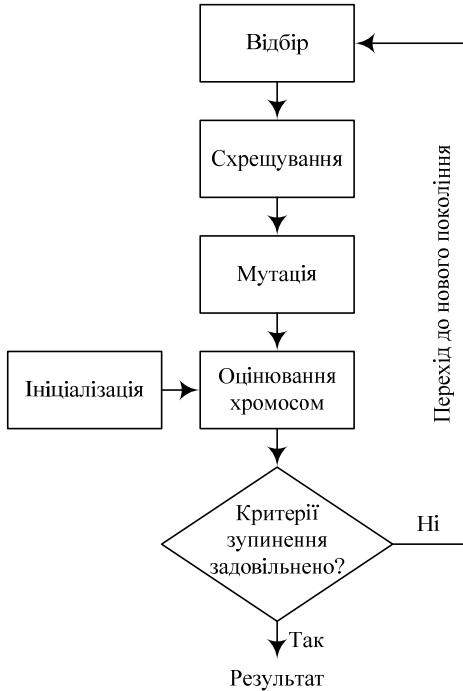 Відбір
Схрещування
Мутація
Ініціалізація
Оцінювання
хромосом
Перехід до нового покоління
Критерії
зупинення
задовільнено?
Ні
Так
Результат